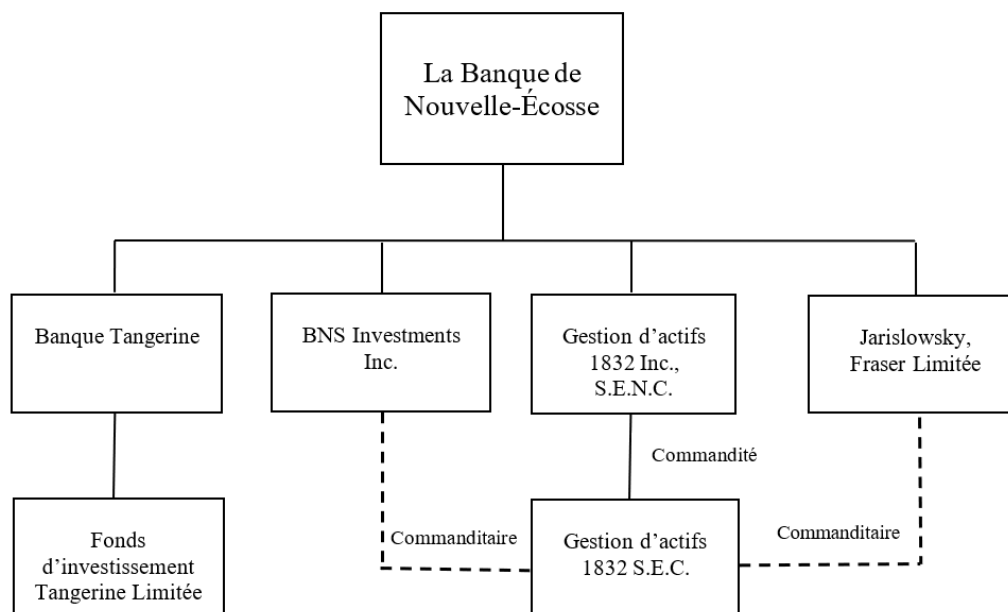 La Banque de
Nouvelle-Écosse
Banque Tangerine
BNS Investments
Inc.
Gestion d’actifs
1832 Inc.,
S.E.N.C.
Jarislowsky,
Fraser Limitée
Commandité
Fonds
d’investissement
Tangerine Limitée
Commanditaire
Gestion d’actifs
1832 S.E.C.
Commanditaire